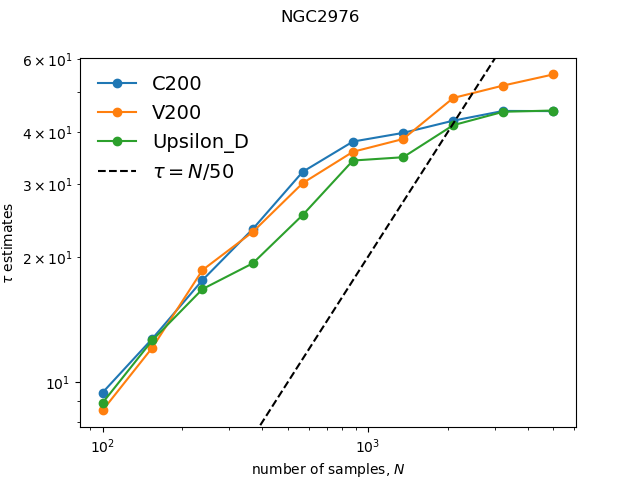 NGC2976
6 × 10¹
4 × 10¹
3 × 10¹
2 × 10¹
10¹
τ estimates
C200
V200
Upsilon_D
τ = N/50
10² 10³
number of samples, N